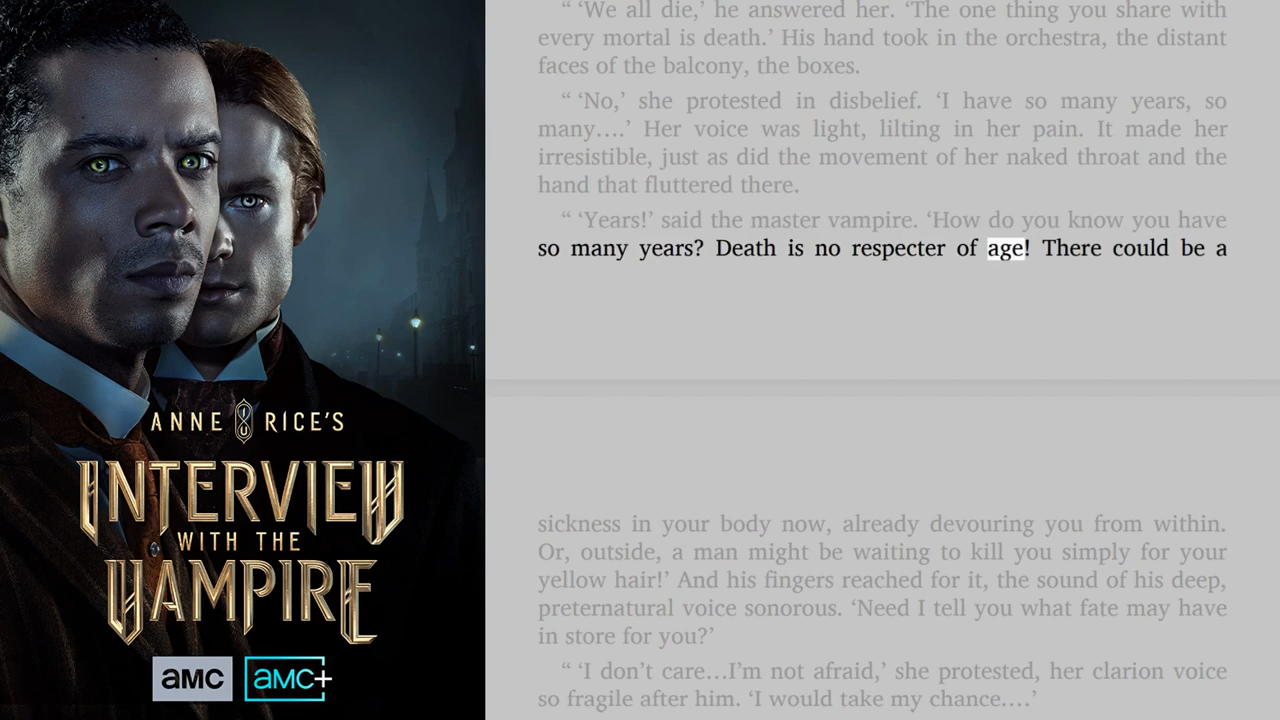 ANNE RICE'S
INTERVIEW
WITH THE
VAMPIRE
amc
amc+
“ ‘We all die,’ he answered her. ‘The one thing you share with
every mortal is death.’ His hand took in the orchestra, the distant
faces of the balcony, the boxes.
“ ‘No,’ she protested in disbelief. ‘I have so many years, so
many….’ Her voice was light, lilting in her pain. It made her
irresistible, just as did the movement of her naked throat and the
hand that fluttered there.
“ ‘Years!’ said the master vampire. ‘How do you know you have
so many years? Death is no respecter of age! There could be a
sickness in your body now, already devouring you from within.
Or, outside, a man might be waiting to kill you simply for your
yellow hair!’ And his fingers reached for it, the sound of his deep,
preternatural voice sonorous. ‘Need I tell you what fate may have
in store for you?’
“ ‘I don’t care…I’m not afraid,’ she protested, her clarion voice
so fragile after him. ‘I would take my chance….’